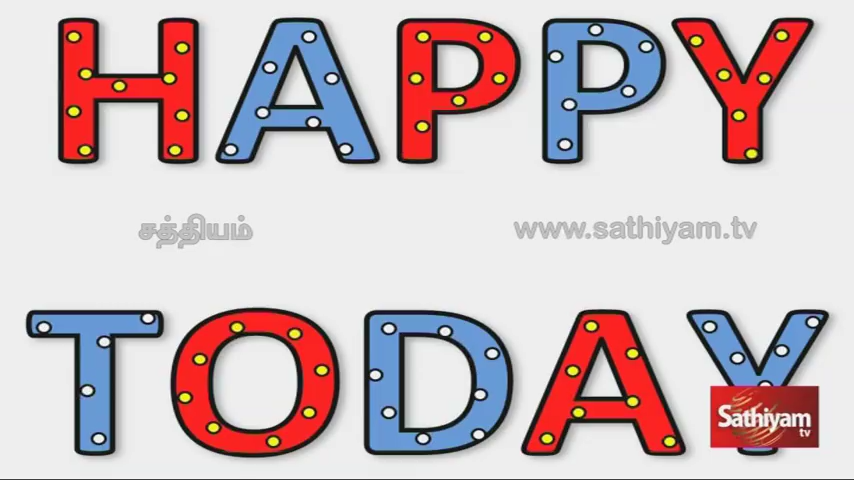 HAPPY
சத்தியம் www.sathiyam.tv
TODAY
Sathiyam
tv